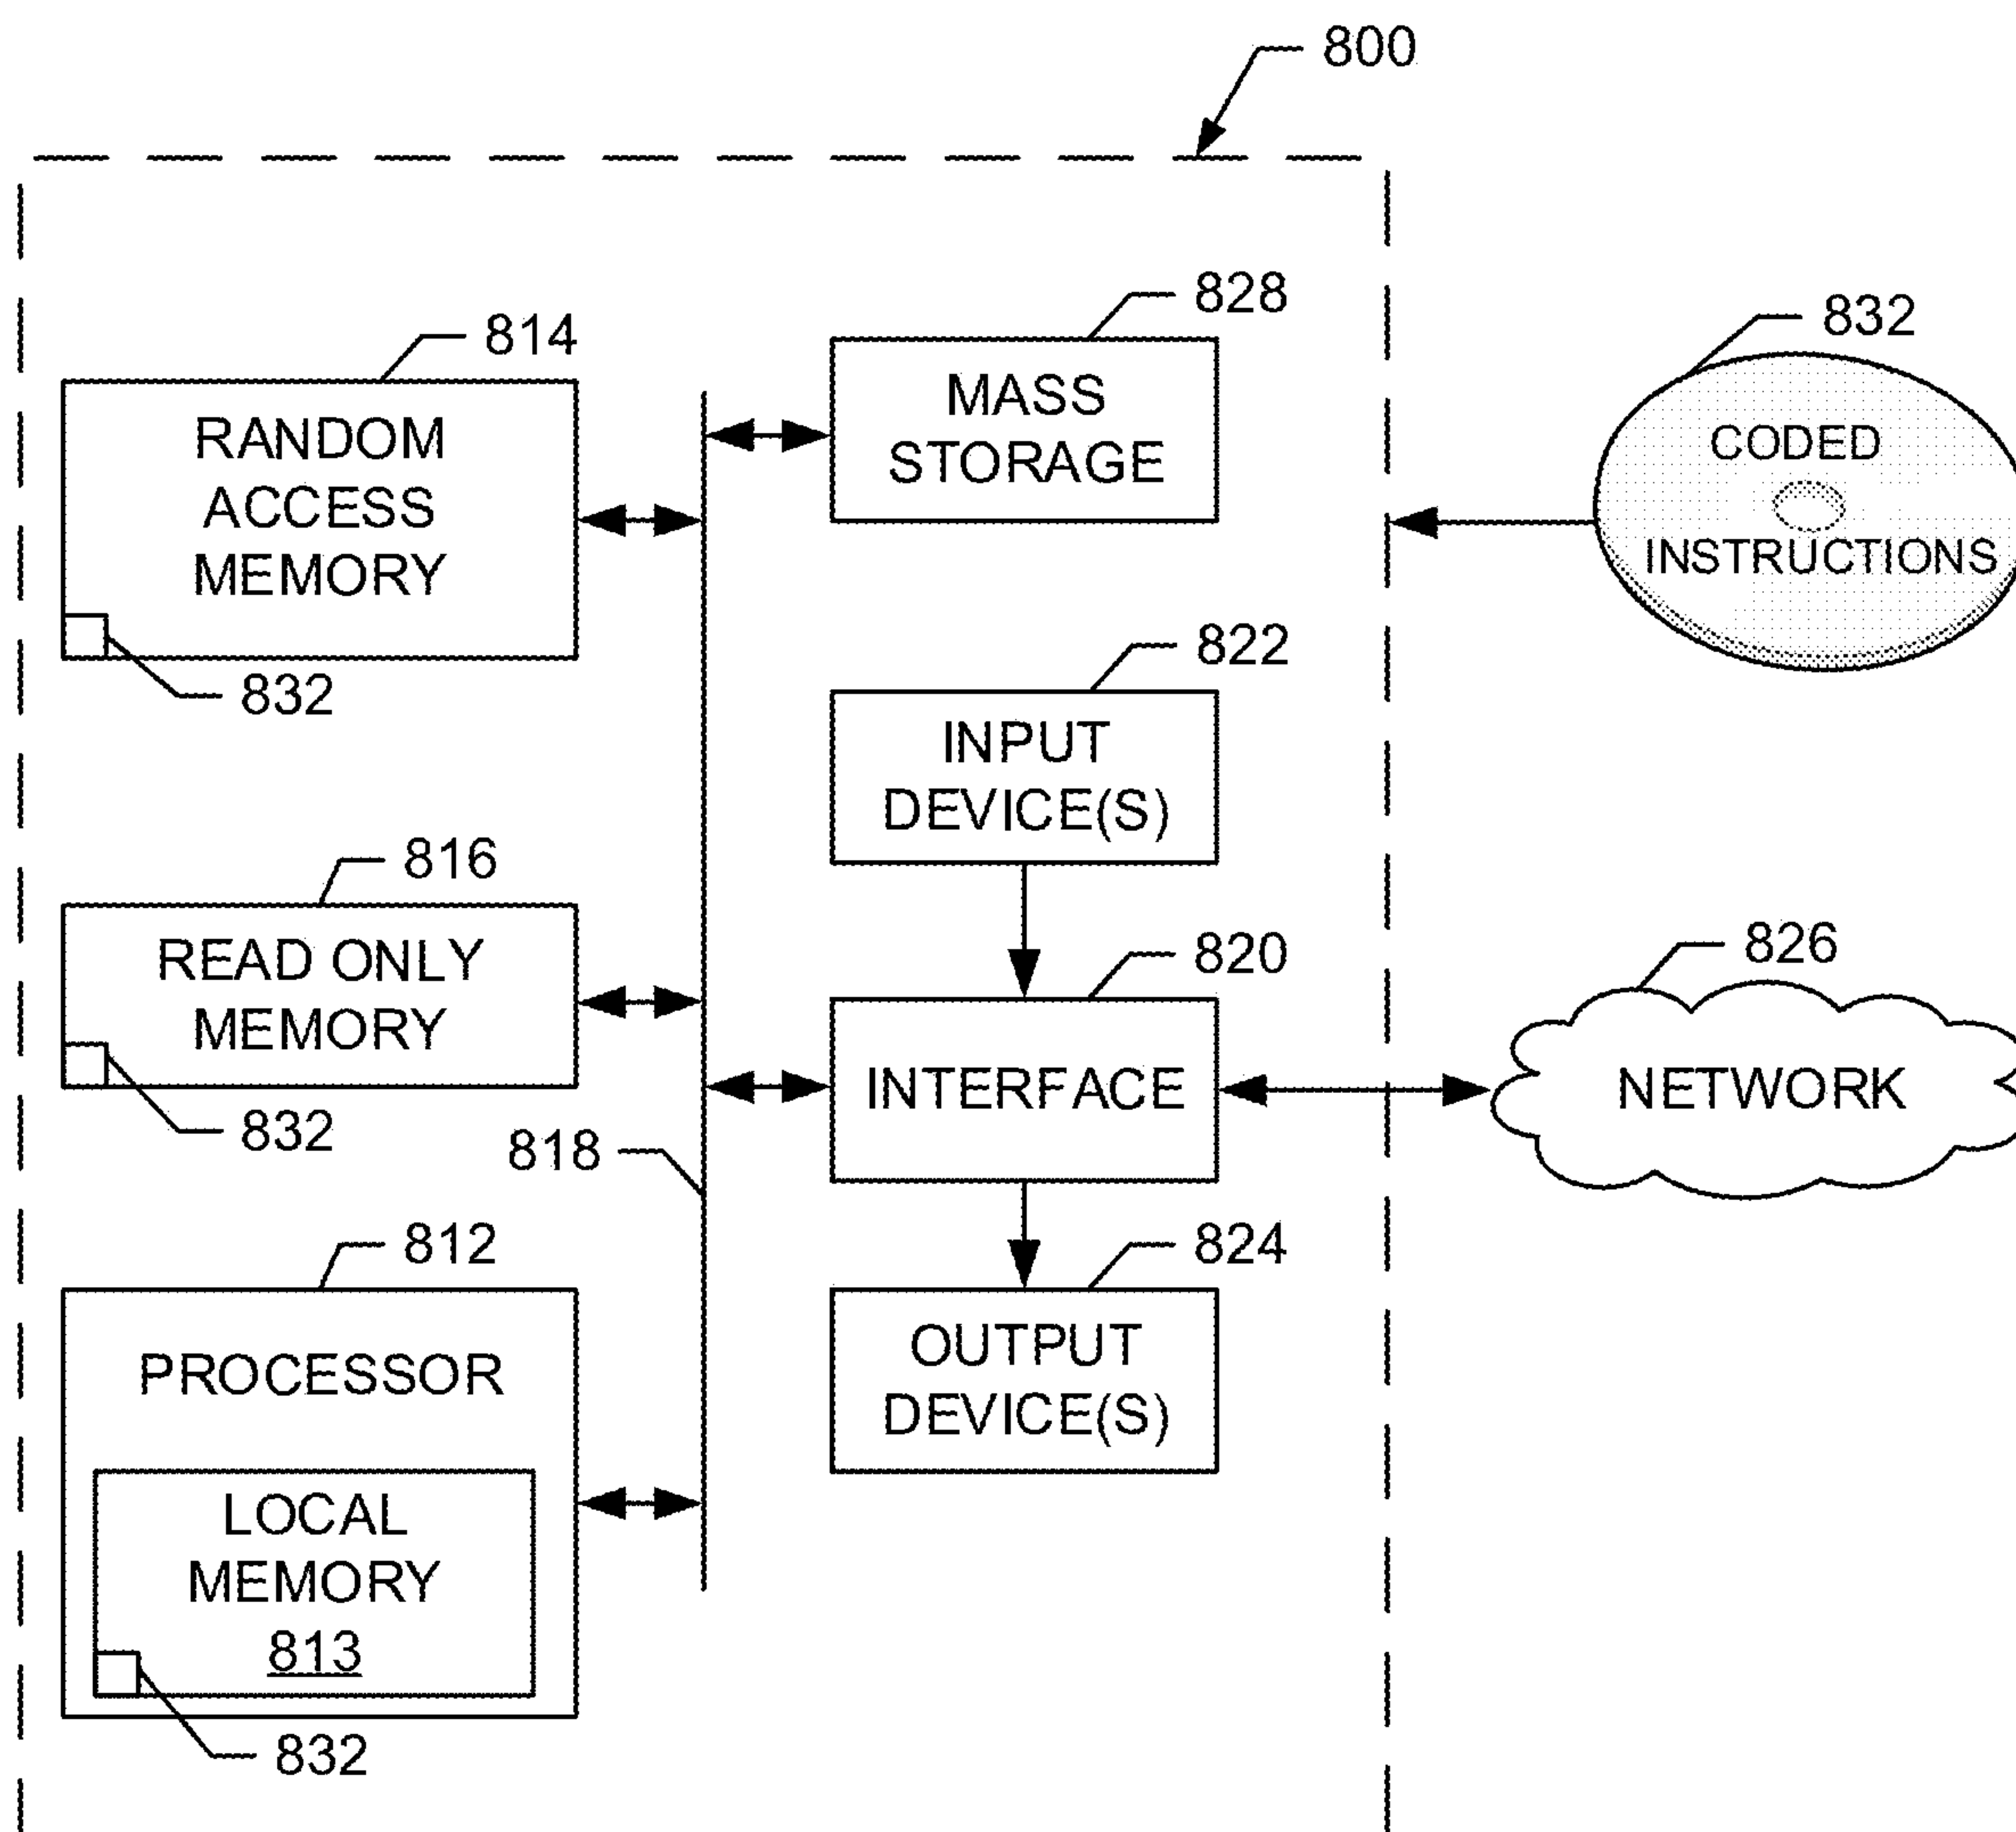 800
828
MASS
STORAGE
814
RANDOM
ACCESS
MEMORY
832
832
CODED
INSTRUCTIONS
822
INPUT
DEVICE(S)
816
READ ONLY
MEMORY
832
820
INTERFACE
826
NETWORK
818
812
PROCESSOR
LOCAL
MEMORY
813
832
824
OUTPUT
DEVICE(S)